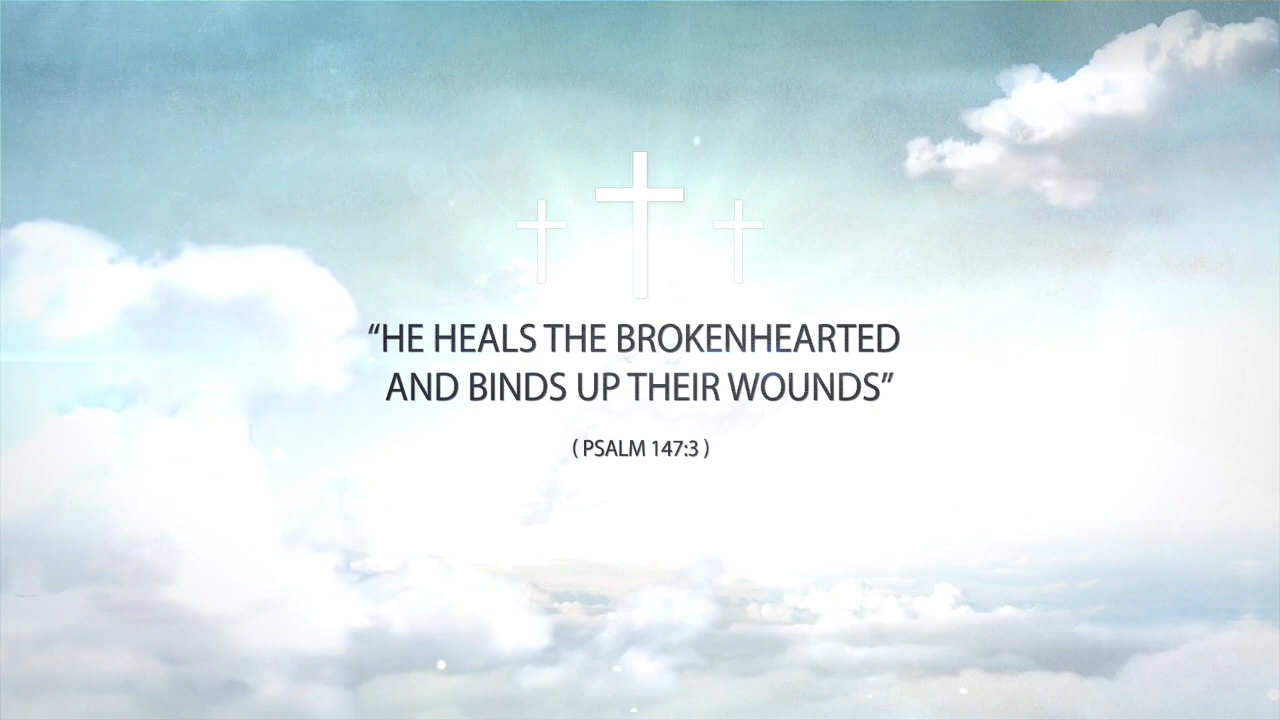 “HE HEALS THE BROKENHEARTED
AND BINDS UP THEIR WOUNDS”
( PSALM 147:3 )